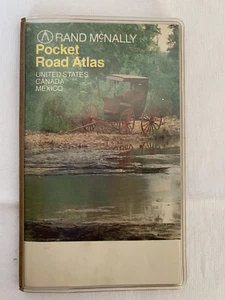 RAND McNALLY
Pocket
Road Atlas
UNITED STATES
CANADA
MEXICO